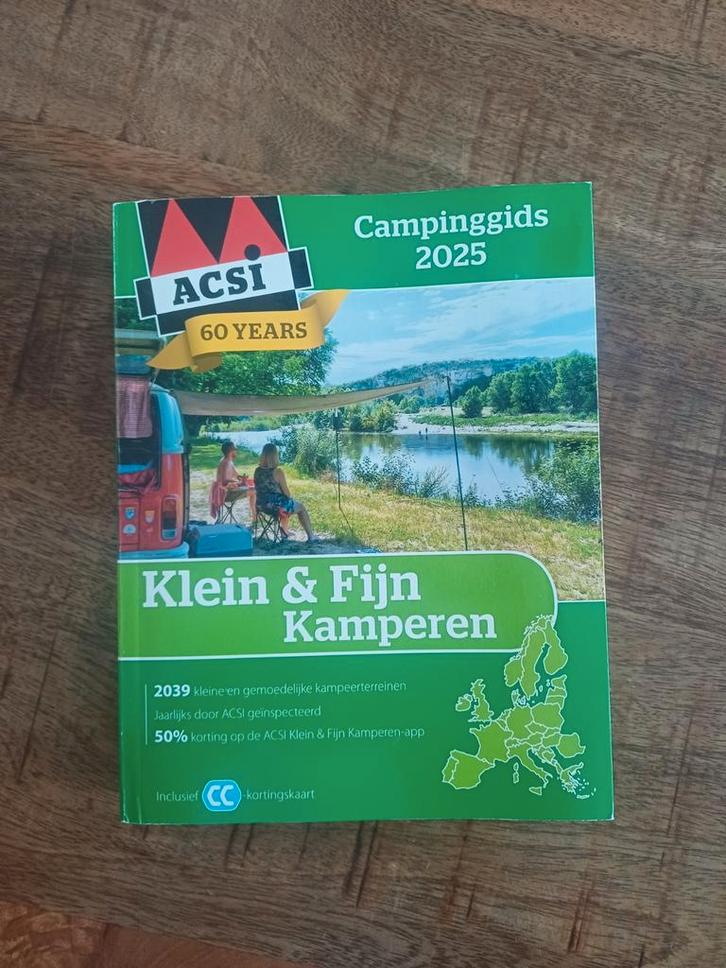 Campinggids
2025
ACSI
60 YEARS
Klein & Fijn
Kamperen
2039 kleine en gemoedelijke kampeerterreinen
Jaarlijks door ACSI geïnspecteerd
50% korting op de ACSI Klein & Fijn Kamperen-app
Inclusief CC -kortingskaart